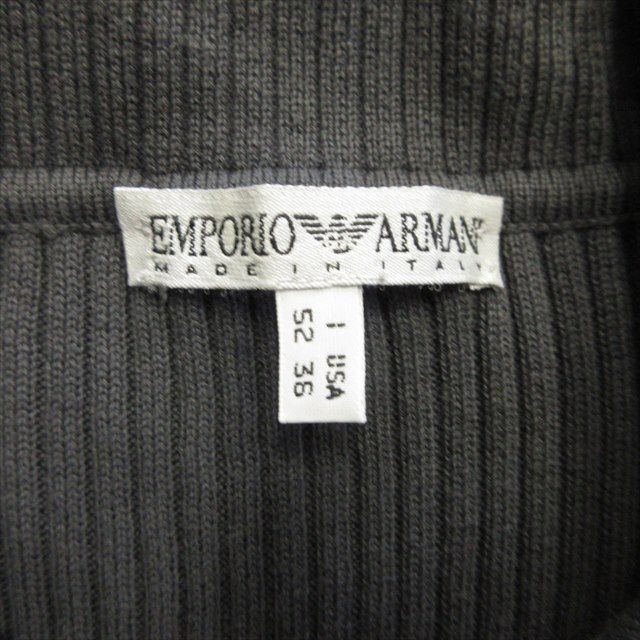 EMPORIO ARMANI
MADE IN ITALY
I USA
52 36